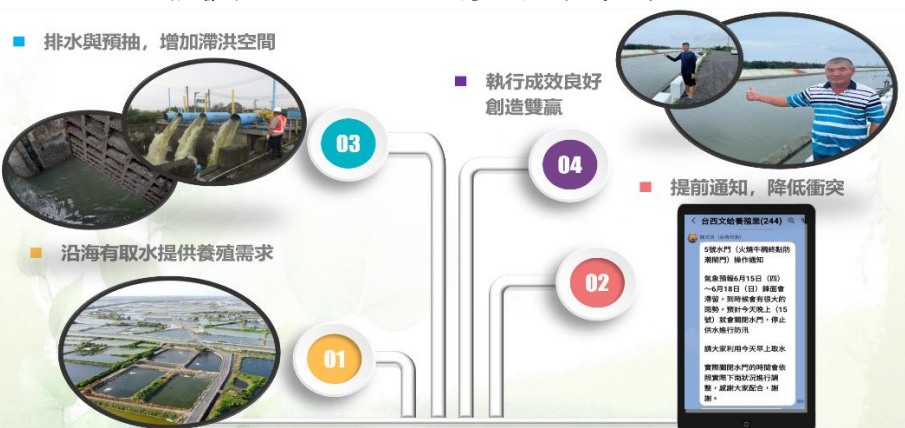 排水與預抽，增加滯洪空間
執行成效良好
創造雙贏
03
04
提前通知，降低衝突
沿海有取水提供養殖需求
02
01
台西文蛤養殖業(244)
5號水門（火燒牛稠終點防
潮閘門）操作通知
氣象預報6月15日（四）
～6月18日（日）鋒面會
滯留，到時候會有很大的
雨勢，預計今天晚上（15
號）就會關閉水門，停止
供水進行防汛
請大家利用今天早上取水
實際關閉水門的時間會依
照實際下雨狀況進行調
整，感謝大家配合，謝
謝。